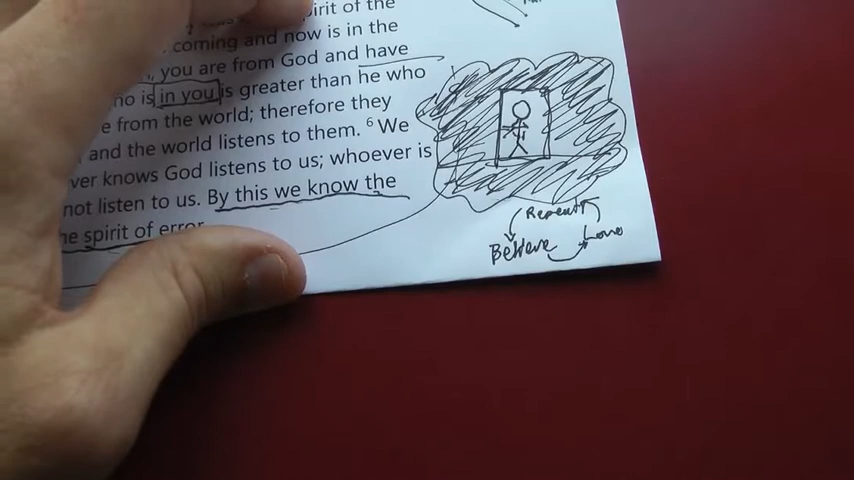 spirit of the
coming and now is in the
you are from God and have
who is in you is greater than he who
e from the world; therefore they
and the world listens to them. 6 We
ver knows God listens to us; whoever is
not listen to us. By this we know the
he spirit of error.
Repent
Believe Love